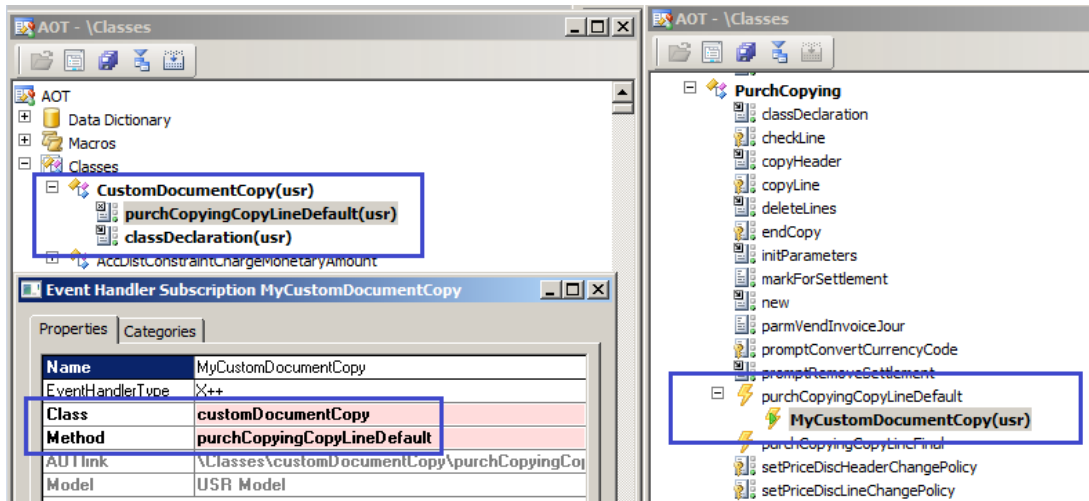 AOT - \Classes
AOT
Data Dictionary
Macros
Classes
CustomDocumentCopy(usr)
purchCopyingCopyLineDefault(usr)
classDeclaration(usr)
AccDistConstraintChargeMonetaryAmount
Event Handler Subscription MyCustomDocumentCopy
Properties
Categories
Name MyCustomDocumentCopy
EventHandlerType X++
Class customDocumentCopy
Method purchCopyingCopyLineDefault
AOTlink \Classes\customDocumentCopy\purchCopyingCop
Model USR Model
AOT - \Classes
PurchCopying
classDeclaration
checkLine
copyHeader
copyLine
deleteLines
endCopy
initParameters
markForSettlement
new
parmVendInvoiceJour
promptConvertCurrencyCode
promptRemoveSettlement
purchCopyingCopyLineDefault
MyCustomDocumentCopy(usr)
purchCopyingCopyLineFinal
setPriceDiscHeaderChangePolicy
setPriceDiscLineChangePolicy